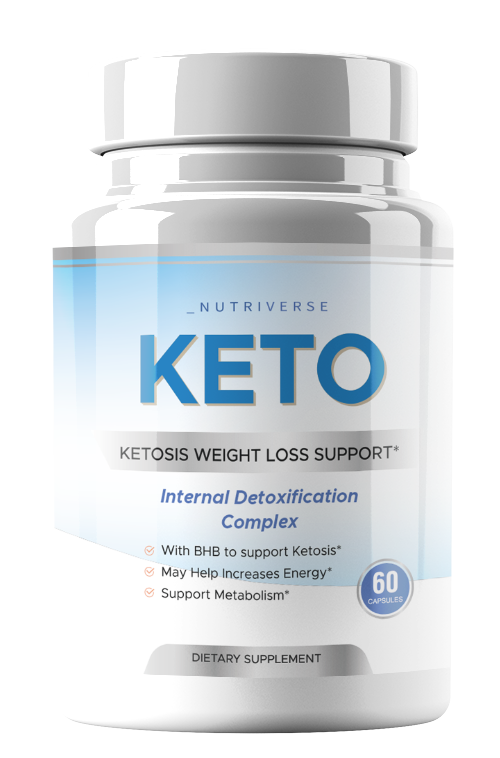 _NUTRIVERSE
KETO
KETOSIS WEIGHT LOSS SUPPORT*
Internal Detoxification
Complex
With BHB to support Ketosis*
May Help Increases Energy*
Support Metabolism*
60
CAPSULES
DIETARY SUPPLEMENT